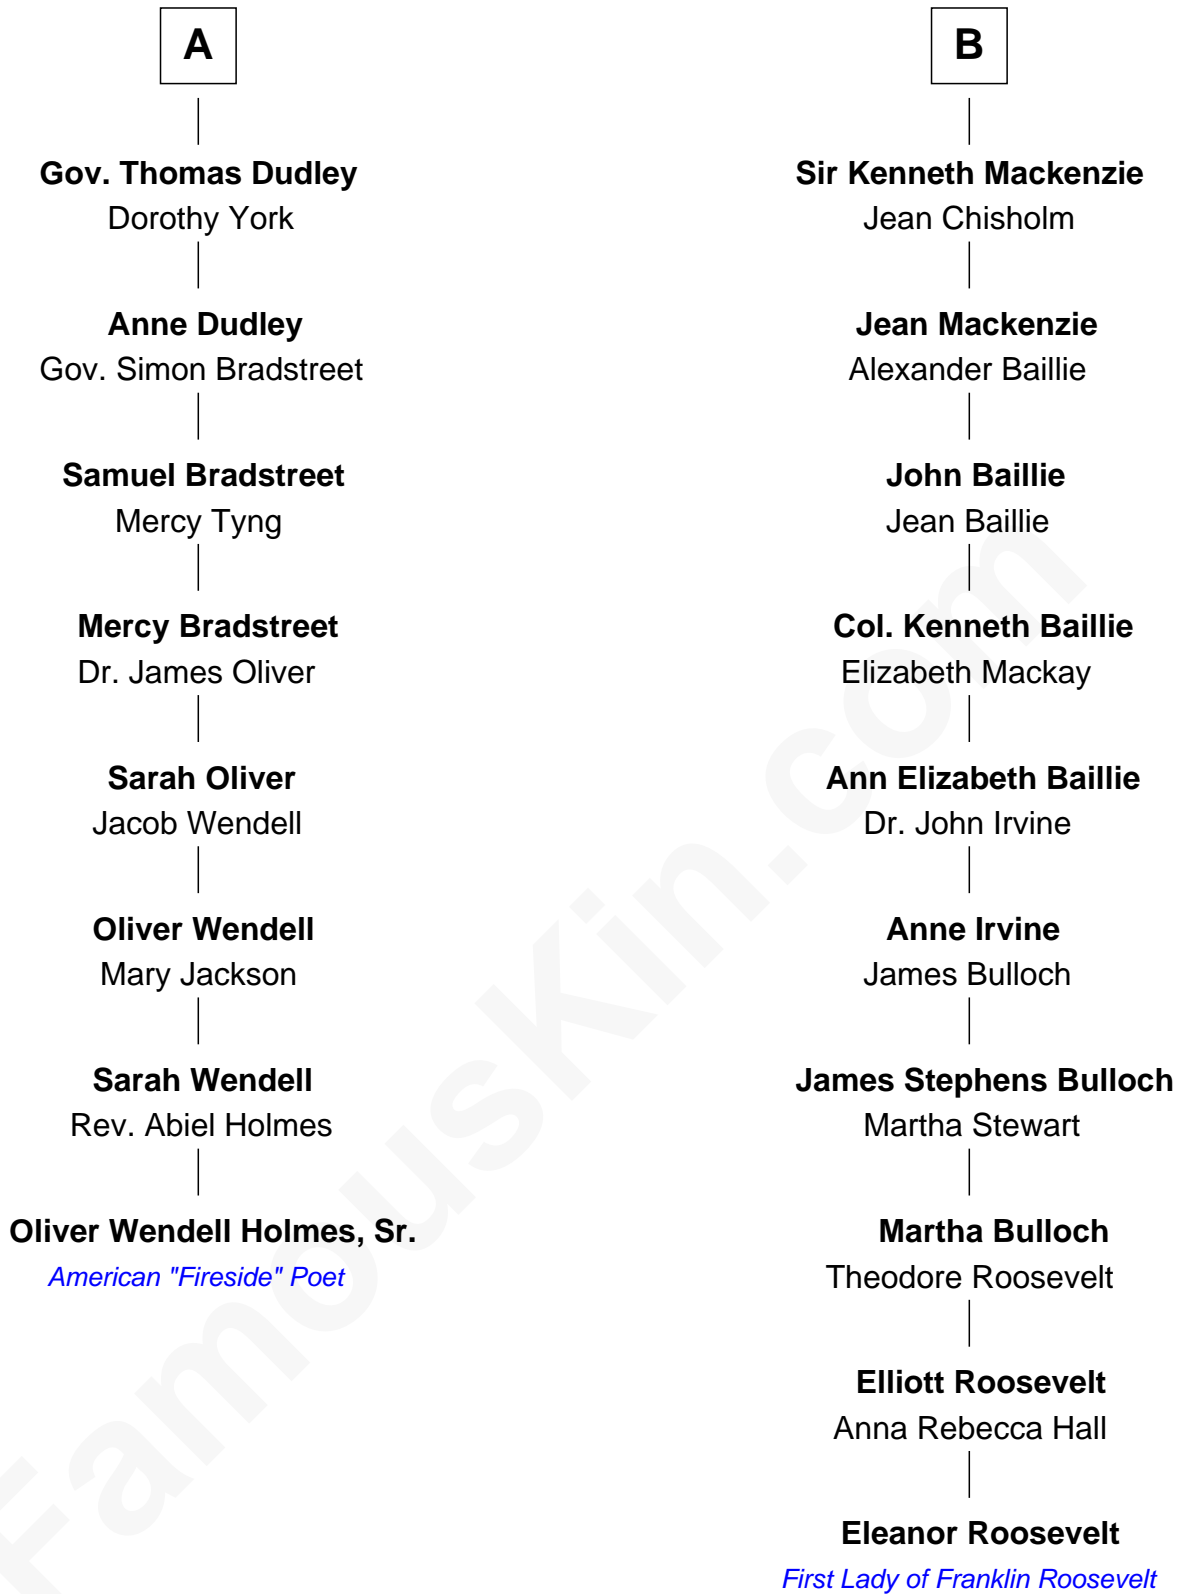 A
Gov. Thomas Dudley
Dorothy York
Anne Dudley
Gov. Simon Bradstreet
Samuel Bradstreet
Mercy Tyng
Mercy Bradstreet
Dr. James Oliver
Sarah Oliver
Jacob Wendell
Oliver Wendell
Mary Jackson
Sarah Wendell
Rev. Abiel Holmes
Oliver Wendell Holmes, Sr.
American "Fireside" Poet
B
Sir Kenneth Mackenzie
Jean Chisholm
Jean Mackenzie
Alexander Baillie
John Baillie
Jean Baillie
Col. Kenneth Baillie
Elizabeth Mackay
Ann Elizabeth Baillie
Dr. John Irvine
Anne Irvine
James Bulloch
James Stephens Bulloch
Martha Stewart
Martha Bulloch
Theodore Roosevelt
Elliott Roosevelt
Anna Rebecca Hall
Eleanor Roosevelt
First Lady of Franklin Roosevelt
FamousKin.com